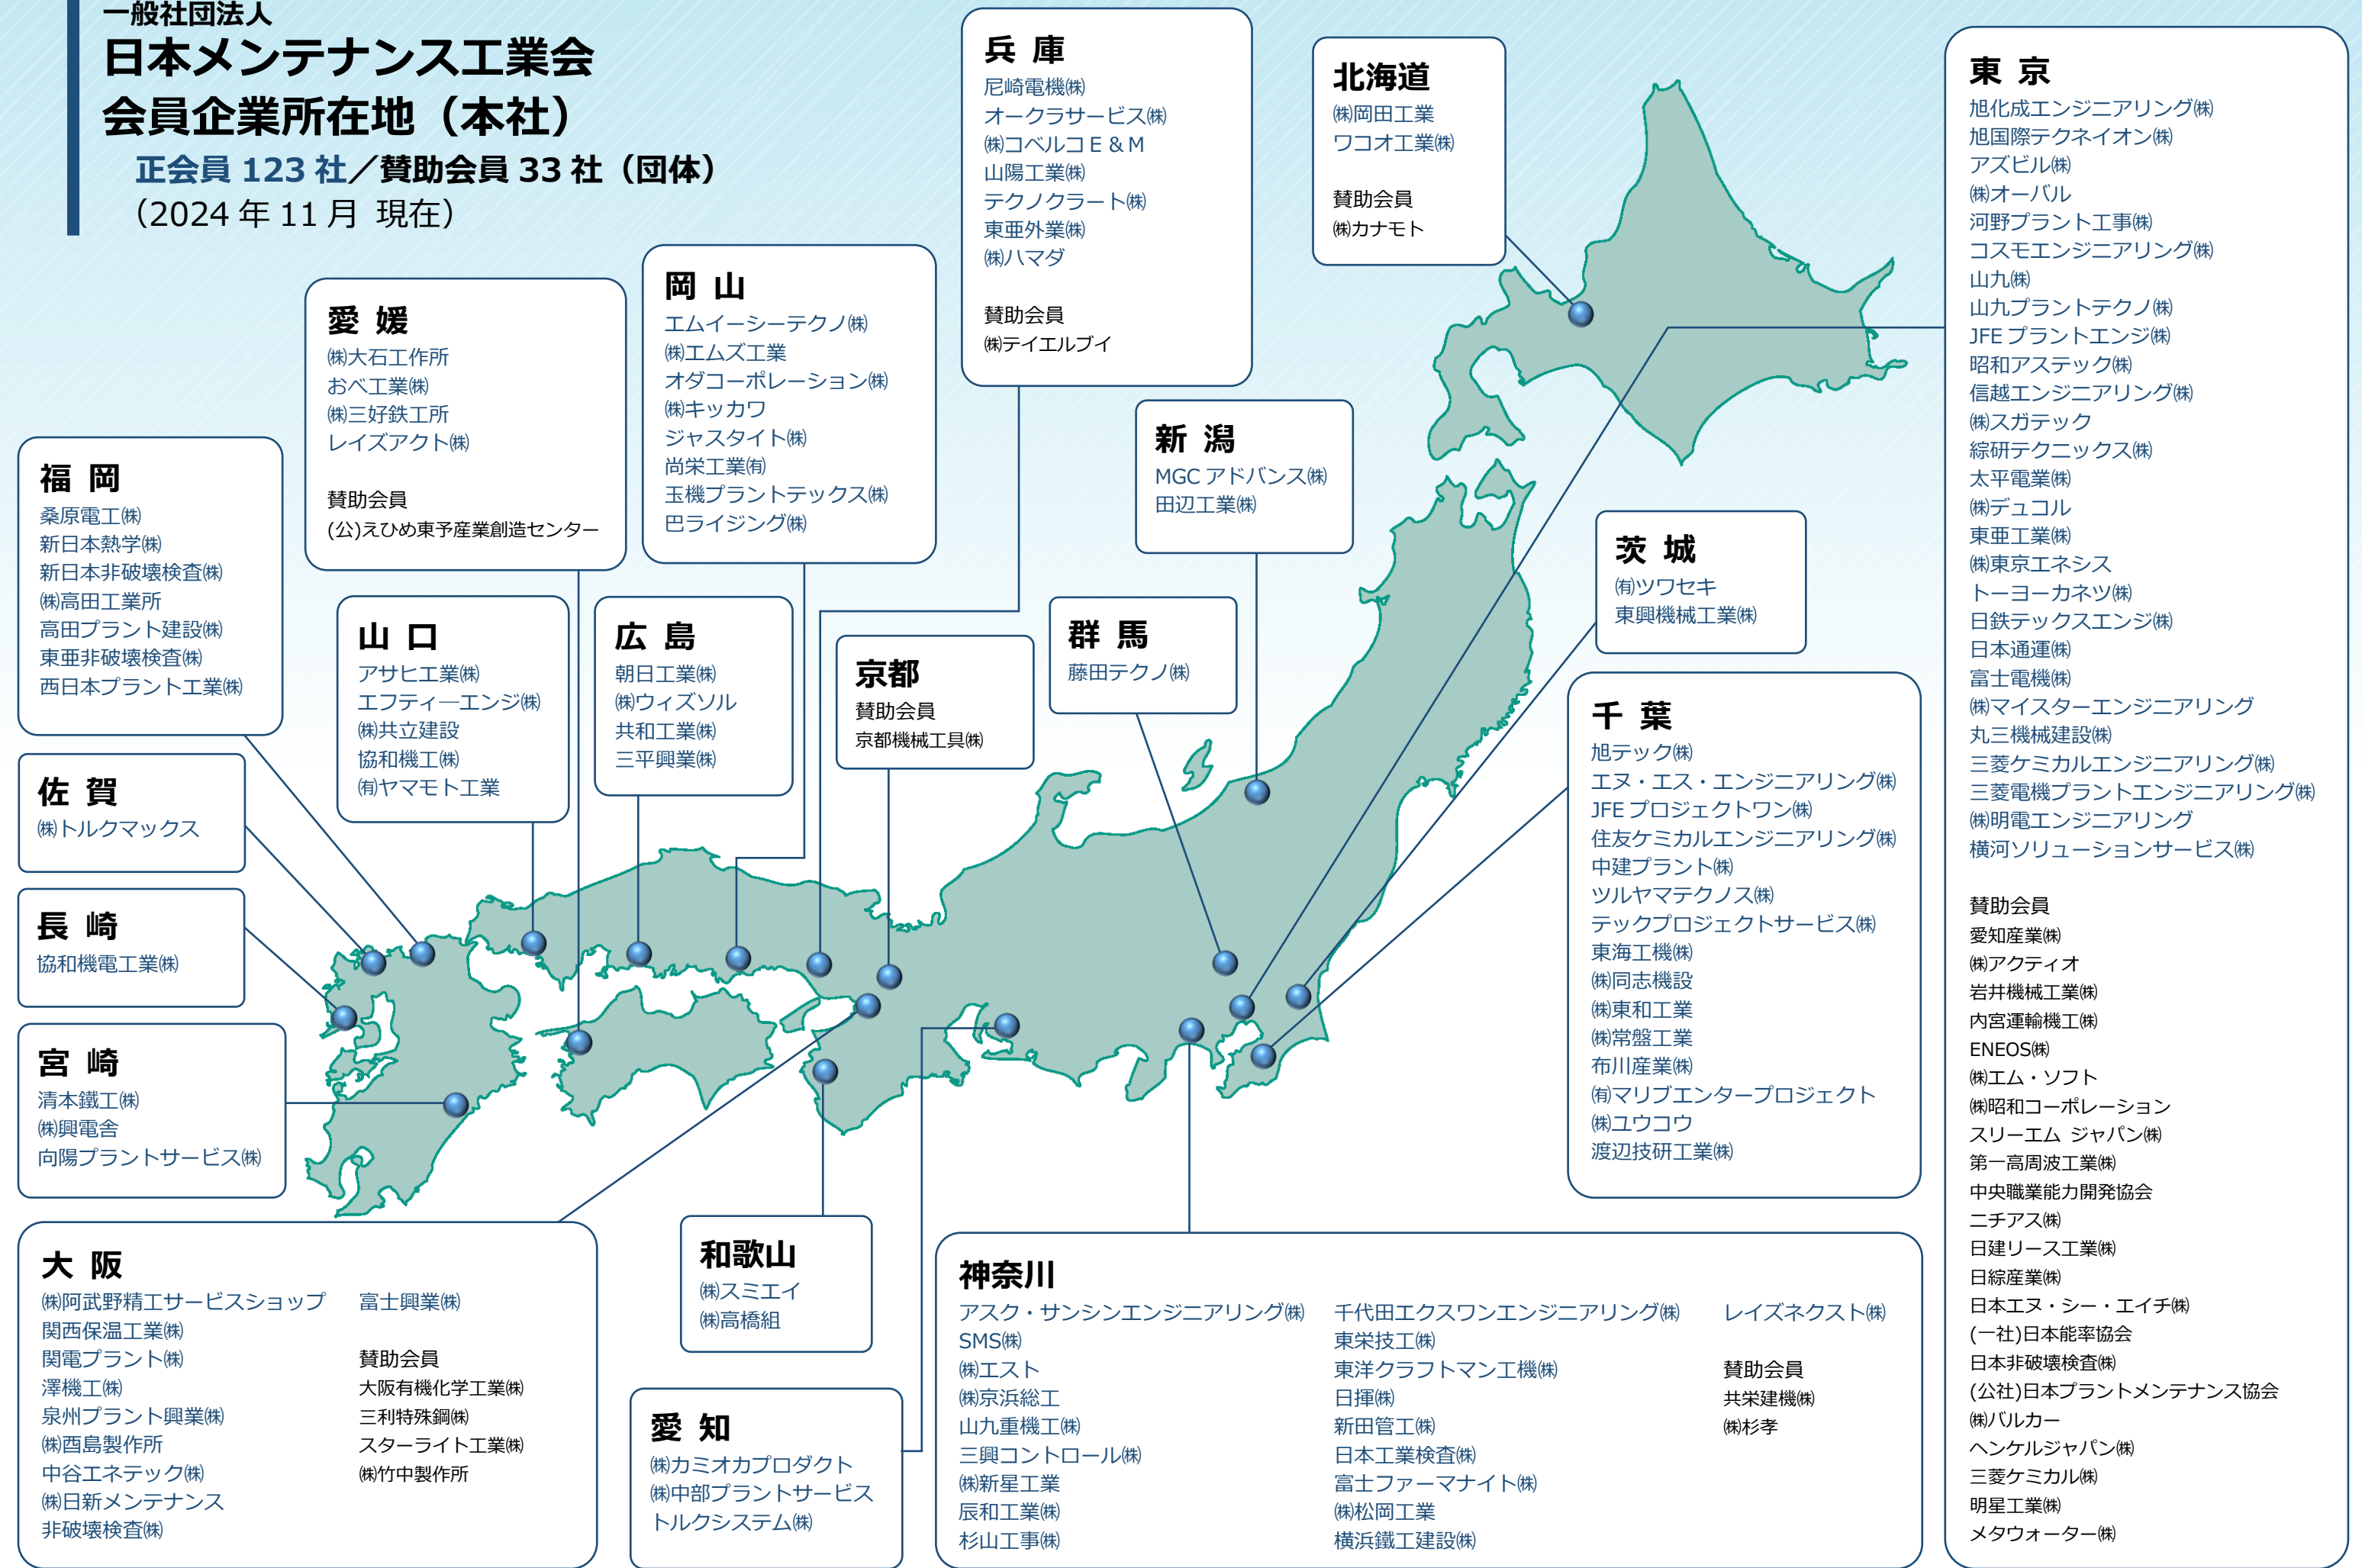 一般社団法人
日本メンテナンス工業会
会員企業所在地（本社）
正会員 123 社／賛助会員 33 社（団体）
（2024 年 11 月 現在）
兵 庫
尼崎電機㈱
オークラサービス㈱
㈱コベルコ E & M
山陽工業㈱
テクノクラート㈱
東亜外業㈱
㈱ハマダ
賛助会員
㈱テイエルブイ
北海道
㈱岡田工業
ワコオ工業㈱
賛助会員
㈱カナモト
東 京
旭化成エンジニアリング㈱
旭国際テクネイオン㈱
アズビル㈱
㈱オーバル
河野プラント工事㈱
コスモエンジニアリング㈱
山九㈱
山九プラントテクノ㈱
JFE プラントエンジ㈱
昭和アステック㈱
信越エンジニアリング㈱
㈱スガテック
綜研テクニックス㈱
太平電業㈱
㈱デュコル
東亜工業㈱
㈱東京エネシス
トーヨーカネツ㈱
日鉄テックスエンジ㈱
日本通運㈱
富士電機㈱
㈱マイスターエンジニアリング
丸三機械建設㈱
三菱ケミカルエンジニアリング㈱
三菱電機プラントエンジニアリング㈱
㈱明電エンジニアリング
横河ソリューションサービス㈱
賛助会員
愛知産業㈱
㈱アクティオ
岩井機械工業㈱
内宮運輸機工㈱
ENEOS㈱
㈱エム・ソフト
㈱昭和コーポレーション
スリーエム ジャパン㈱
第一高周波工業㈱
中央職業能力開発協会
ニチアス㈱
日建リース工業㈱
日綜産業㈱
日本エヌ・シー・エイチ㈱
(一社)日本能率協会
日本非破壊検査㈱
(公社)日本プラントメンテナンス協会
㈱バルカー
ヘンケルジャパン㈱
三菱ケミカル㈱
明星工業㈱
メタウォーター㈱
愛 媛
㈱大石工作所
おべ工業㈱
㈱三好鉄工所
レイズアクト㈱
賛助会員
(公)えひめ東予産業創造センター
岡 山
エムイーシーテクノ㈱
㈱エムズ工業
オダコーポレーション㈱
㈱キッカワ
ジャスタイト㈱
尚栄工業㈲
玉機プラントテックス㈱
巴ライジング㈱
新 潟
MGC アドバンス㈱
田辺工業㈱
福 岡
桑原電工㈱
新日本熱学㈱
新日本非破壊検査㈱
㈱高田工業所
高田プラント建設㈱
東亜非破壊検査㈱
西日本プラント工業㈱
茨 城
㈲ツワセキ
東興機械工業㈱
山 口
アサヒ工業㈱
エフティ―エンジ㈱
㈱共立建設
協和機工㈱
㈲ヤマモト工業
広 島
朝日工業㈱
㈱ウィズソル
共和工業㈱
三平興業㈱
京都
賛助会員
京都機械工具㈱
群 馬
藤田テクノ㈱
千 葉
旭テック㈱
エヌ・エス・エンジニアリング㈱
JFE プロジェクトワン㈱
住友ケミカルエンジニアリング㈱
中建プラント㈱
ツルヤマテクノス㈱
テックプロジェクトサービス㈱
東海工機㈱
㈱同志機設
㈱東和工業
㈱常盤工業
布川産業㈱
㈲マリブエンタープロジェクト
㈱ユウコウ
渡辺技研工業㈱
佐 賀
㈱トルクマックス
長 崎
協和機電工業㈱
宮 崎
清本鐵工㈱
㈱興電舎
向陽プラントサービス㈱
大 阪
㈱阿武野精工サービスショップ
関西保温工業㈱
関電プラント㈱
澤機工㈱
泉州プラント興業㈱
㈱酉島製作所
中谷エネテック㈱
㈱日新メンテナンス
非破壊検査㈱
富士興業㈱
賛助会員
大阪有機化学工業㈱
三利特殊鋼㈱
スターライト工業㈱
㈱竹中製作所
和歌山
㈱スミエイ
㈱高橋組
愛 知
㈱カミオカプロダクト
㈱中部プラントサービス
トルクシステム㈱
神奈川
アスク・サンシンエンジニアリング㈱
SMS㈱
㈱エスト
㈱京浜総工
山九重機工㈱
三興コントロール㈱
㈱新星工業
辰和工業㈱
杉山工事㈱
千代田エクスワンエンジニアリング㈱
東栄技工㈱
東洋クラフトマン工機㈱
日揮㈱
新田管工㈱
日本工業検査㈱
富士ファーマナイト㈱
㈱松岡工業
横浜鐵工建設㈱
レイズネクスト㈱
賛助会員
共栄建機㈱
㈱杉孝